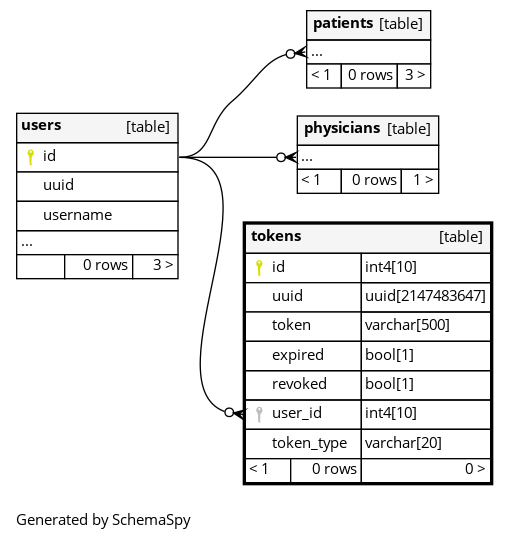 patients [table]
...
< 1 0 rows 3 >
users [table]
id
uuid
username
...
0 rows 3 >
physicians [table]
...
< 1 0 rows 1 >
tokens [table]
id int4[10]
uuid uuid[2147483647]
token varchar[500]
expired bool[1]
revoked bool[1]
user_id int4[10]
token_type varchar[20]
< 1 0 rows 0 >
Generated by SchemaSpy